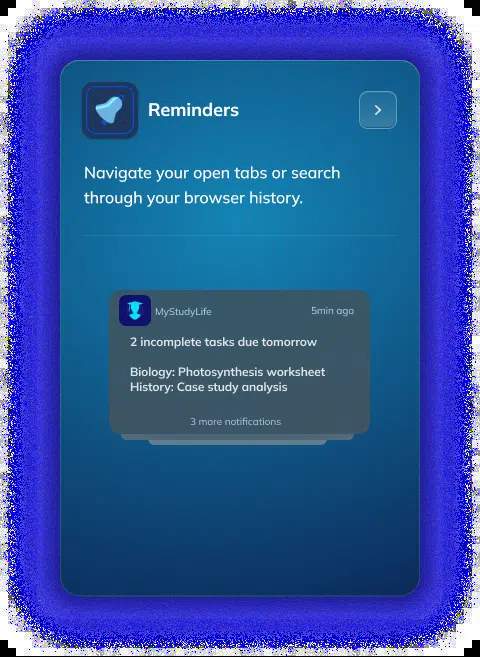 Reminders
Navigate your open tabs or search
through your browser history.
MyStudyLife
5min ago
2 incomplete tasks due tomorrow
Biology: Photosynthesis worksheet
History: Case study analysis
3 more notifications